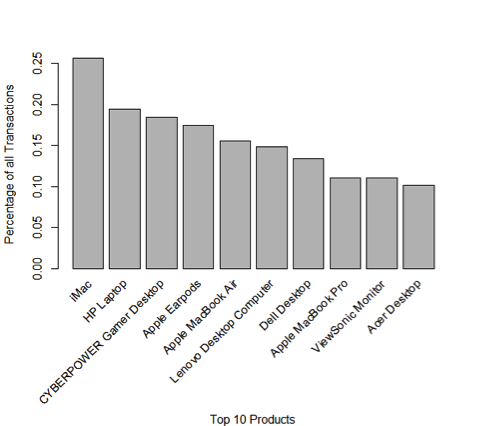 Percentage of all Transactions
0.25
0.20
0.15
0.10
0.05
0.00
iMac
HP Laptop
CYBERPOWER Gamer Desktop
Apple Earpods
Apple MacBook Air
Lenovo Desktop Computer
Dell Desktop
Apple MacBook Pro
ViewSonic Monitor
Acer Desktop
Top 10 Products